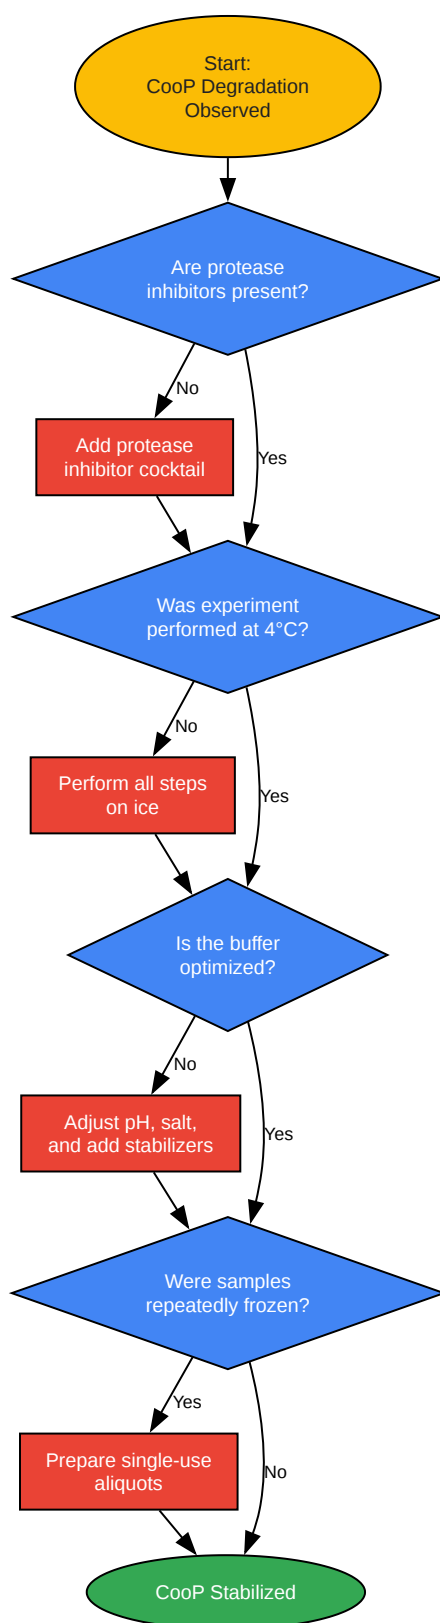 Start:
CooP Degradation
Observed
Are protease
inhibitors present?
No
Add protease
inhibitor cocktail
Yes
Was experiment
performed at 4°C?
No
Perform all steps
on ice
Yes
Is the buffer
optimized?
No
Adjust pH, salt,
and add stabilizers
Yes
Were samples
repeatedly frozen?
Yes
Prepare single-use
aliquots
No
CooP Stabilized